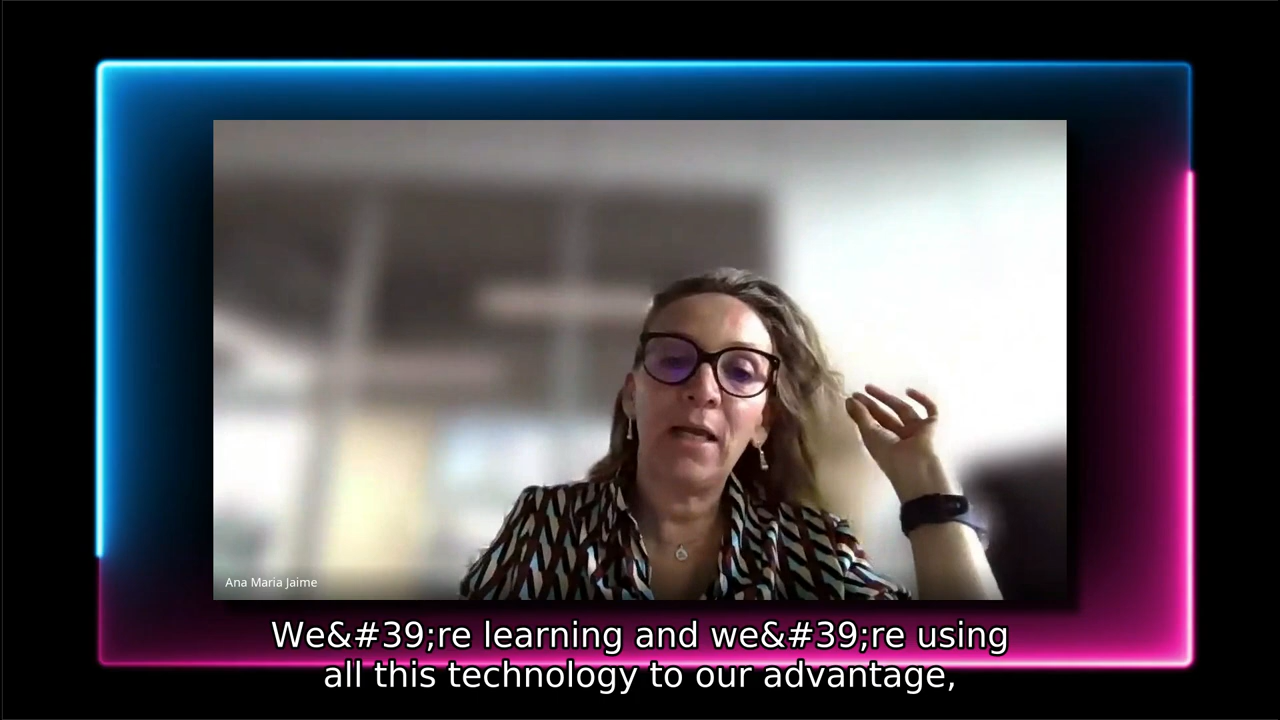 Ana Maria Jaime
We&#39;re learning and we&#39;re using
all this technology to our advantage,